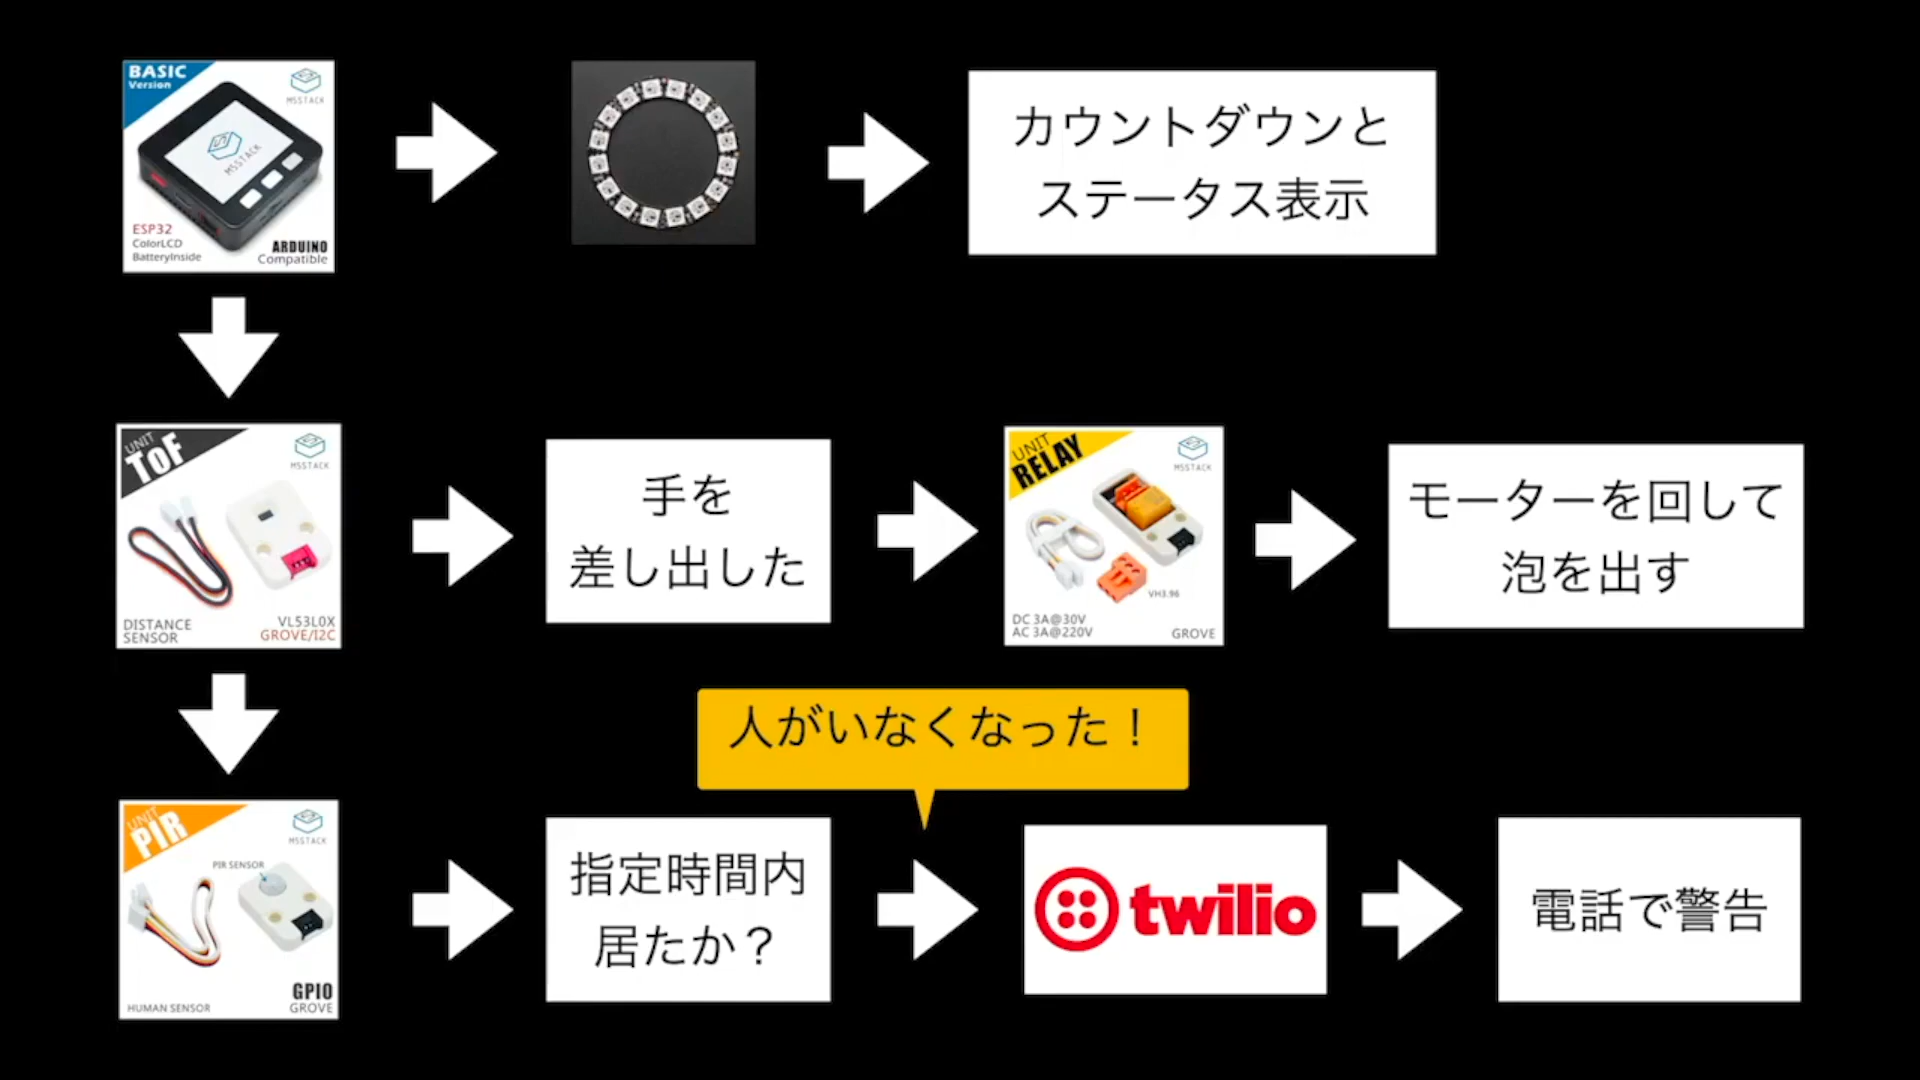 BASIC
Version
M5STACK
M5STACK
ESP32
ColorLCD
BatteryInside
ARDUINO
Compatible
カウントダウンと
ステータス表示
UNIT
ToF
M5STACK
DISTANCE
SENSOR
VL53L0X
GROVE/I2C
手を
差し出した
UNIT
RELAY
M5STACK
VH3.96
DC 3A@30V
AC 3A@220V
GROVE
モーターを回して
泡を出す
人がいなくなった！
UNIT
PIR
M5STACK
PIR SENSOR
HUMAN SENSOR
GPIO
GROVE
指定時間内
居たか？
twilio
電話で警告